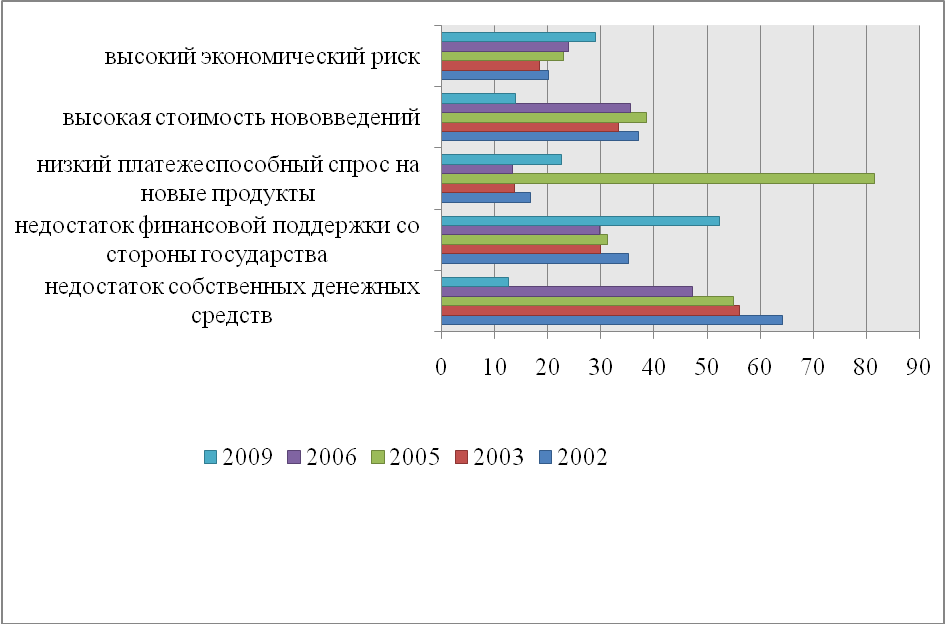 высокий экономический риск
высокая стоимость нововведений
низкий платежеспособный спрос на
новые продукты
недостаток финансовой поддержки со
стороны государства
недостаток собственных денежных
средств
0 10 20 30 40 50 60 70 80 90
2009 2006 2005 2003 2002